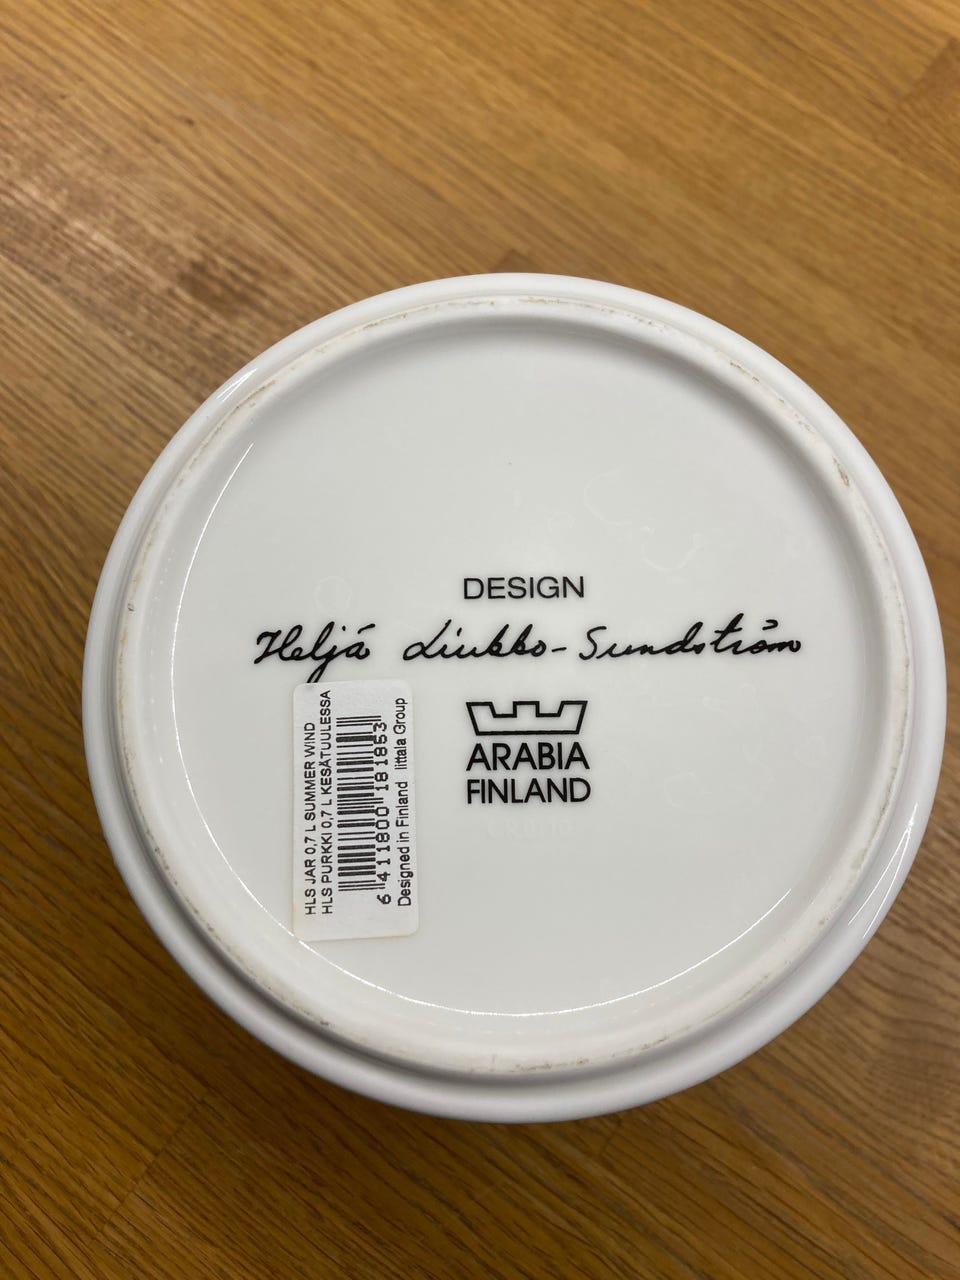 DESIGN
Heljä Liukko-Sundström
ARABIA
FINLAND
HLS JAR 0,7 L SUMMER WIND
HLS PURKKI 0,7 L KESÄTUULESSA
6 411800 181853
Designed in Finland Iittala Group